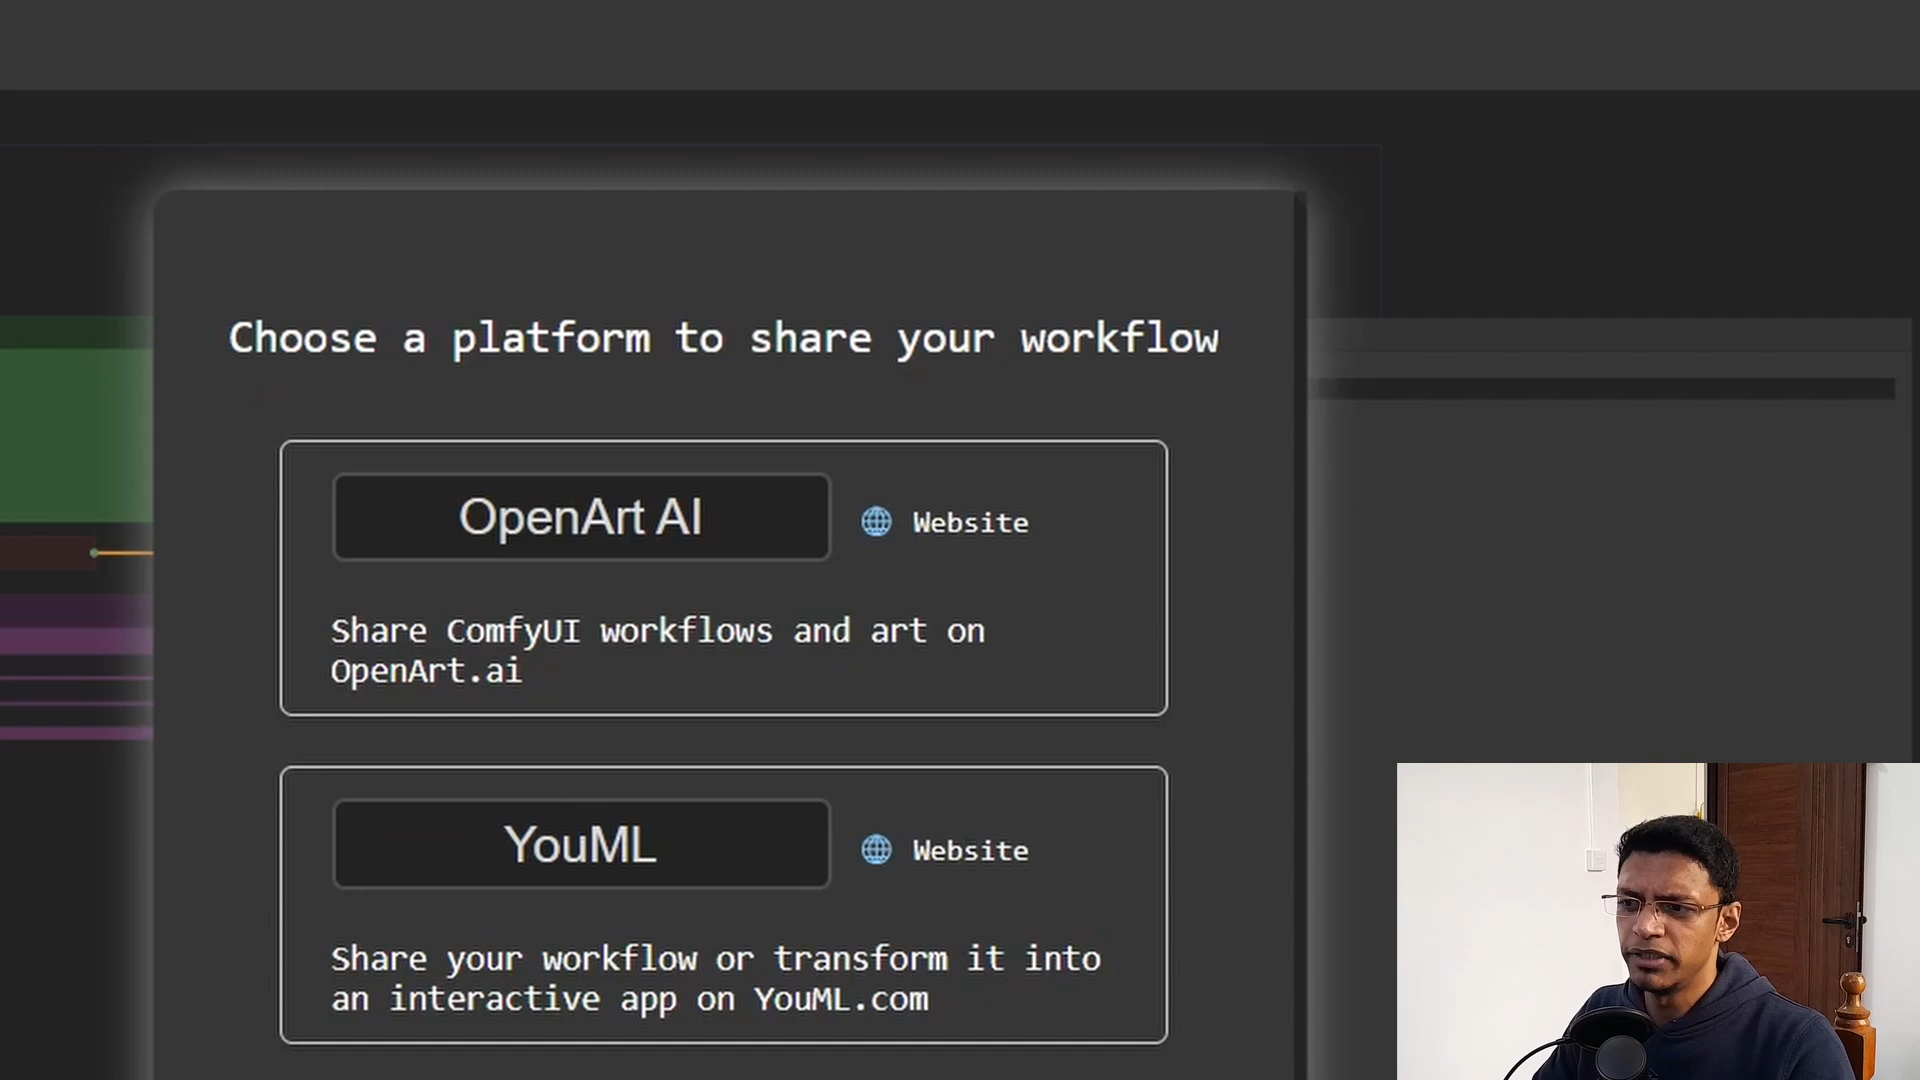 Choose a platform to share your workflow
OpenArt AI
Website
Share ComfyUI workflows and art on
OpenArt.ai
YouML
Website
Share your workflow or transform it into
an interactive app on YouML.com